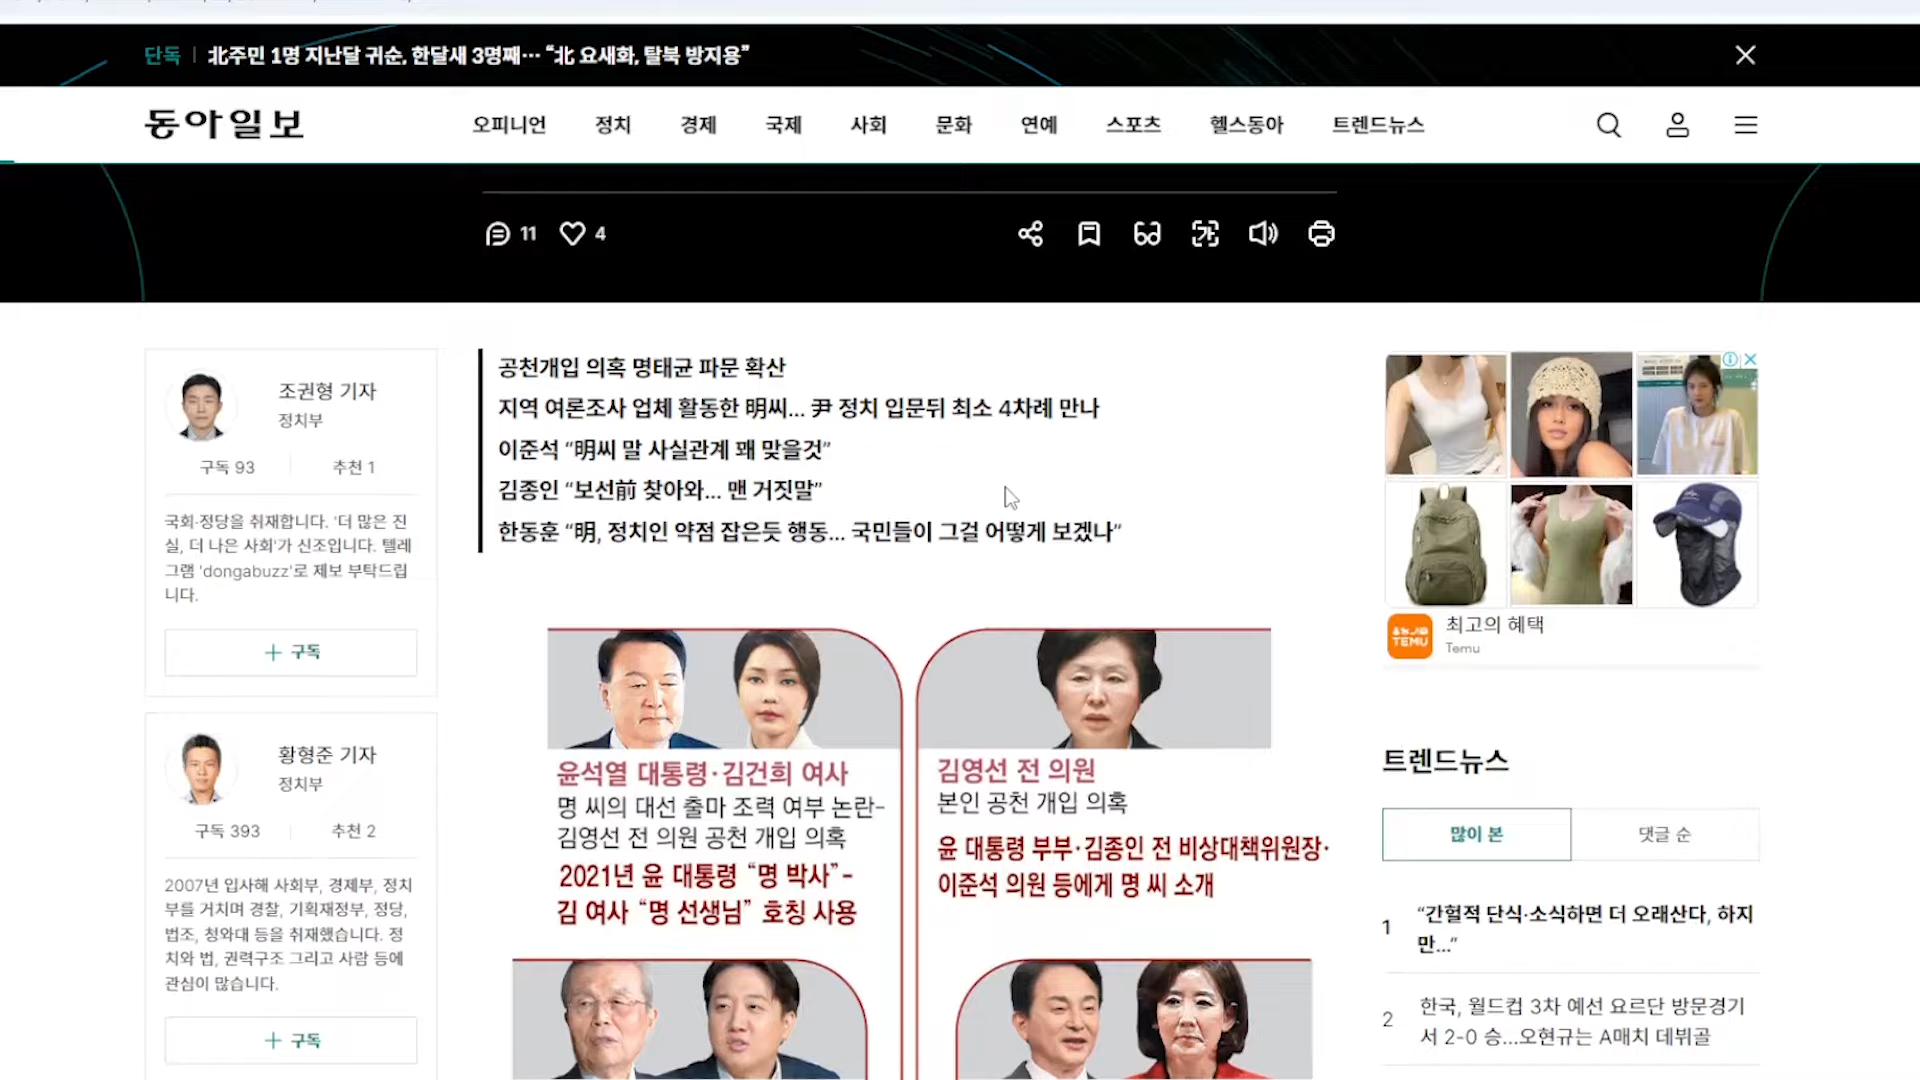 단독 | 北주민 1명 지난달 귀순, 한달새 3명째… “北 요새화, 탈북 방지용”
동아일보
오피니언 정치 경제 국제 사회 문화 연예 스포츠 헬스동아 트렌드뉴스
11 4 가
조권형 기자
정치부
구독 93 추천 1
국회·정당을 취재합니다. '더 많은 진
실, 더 나은 사회'가 신조입니다. 텔레
그램 'dongabuzz'로 제보 부탁드립
니다.
+ 구독
황형준 기자
정치부
구독 393 추천 2
2007년 입사해 사회부, 경제부, 정치
부를 거치며 경찰, 기획재정부, 정당,
법조, 청와대 등을 취재했습니다. 정
치와 법, 권력구조 그리고 사람 등에
관심이 많습니다.
+ 구독
공천개입 의혹 명태균 파문 확산
지역 여론조사 업체 활동한 明씨… 尹 정치 입문뒤 최소 4차례 만나
이준석 “明씨 말 사실관계 꽤 맞을것”
김종인 “보선前 찾아와… 맨 거짓말”
한동훈 “明, 정치인 약점 잡은듯 행동… 국민들이 그걸 어떻게 보겠나”
윤석열 대통령·김건희 여사
명 씨의 대선 출마 조력 여부 논란-
김영선 전 의원 공천 개입 의혹
2021년 윤 대통령 “명 박사”-
김 여사 “명 선생님” 호칭 사용
김영선 전 의원
본인 공천 개입 의혹
윤 대통령 부부·김종인 전 비상대책위원장·
이준석 의원 등에게 명 씨 소개
TEMU
최고의 혜택
Temu
트렌드뉴스
많이 본 댓글 순
1 “간헐적 단식·소식하면 더 오래산다, 하지
만…”
2 한국, 월드컵 3차 예선 요르단 방문경기
서 2-0 승…오현규는 A매치 데뷔골